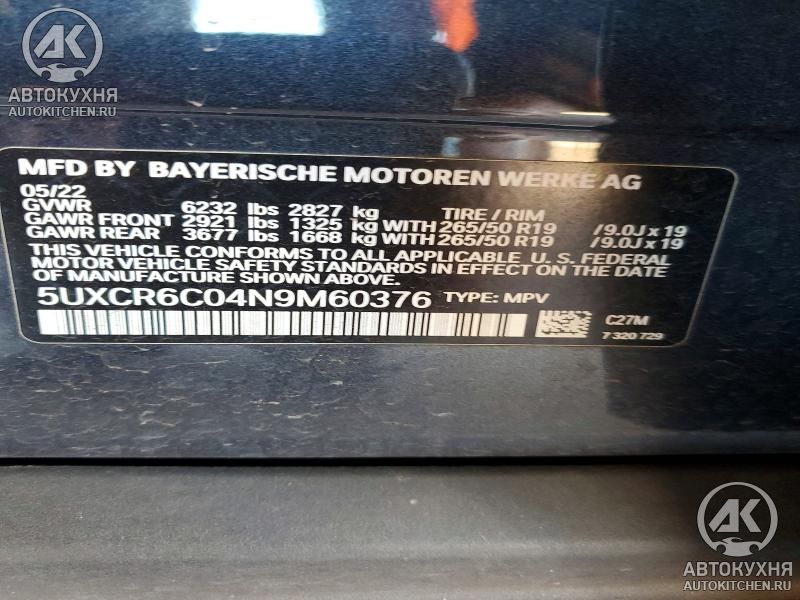 AK
АВТОКУХНЯ
AUTOKITCHEN.RU
MFD BY BAYERISCHE MOTOREN WERKE AG
05/22
GVWR 6232 lbs 2827 kg TIRE / RIM
GAWR FRONT 2921 lbs 1325 kg WITH 265/50 R19 /9.0J x 19
GAWR REAR 3677 lbs 1668 kg WITH 265/50 R19 /9.0J x 19
THIS VEHICLE CONFORMS TO ALL APPLICABLE U. S. FEDERAL
MOTOR VEHICLE SAFETY STANDARDS IN EFFECT ON THE DATE
OF MANUFACTURE SHOWN ABOVE.
5UXCR6C04N9M60376 TYPE: MPV
C27M
7 320 729
AK
АВТОКУХНЯ
AUTOKITCHEN.RU